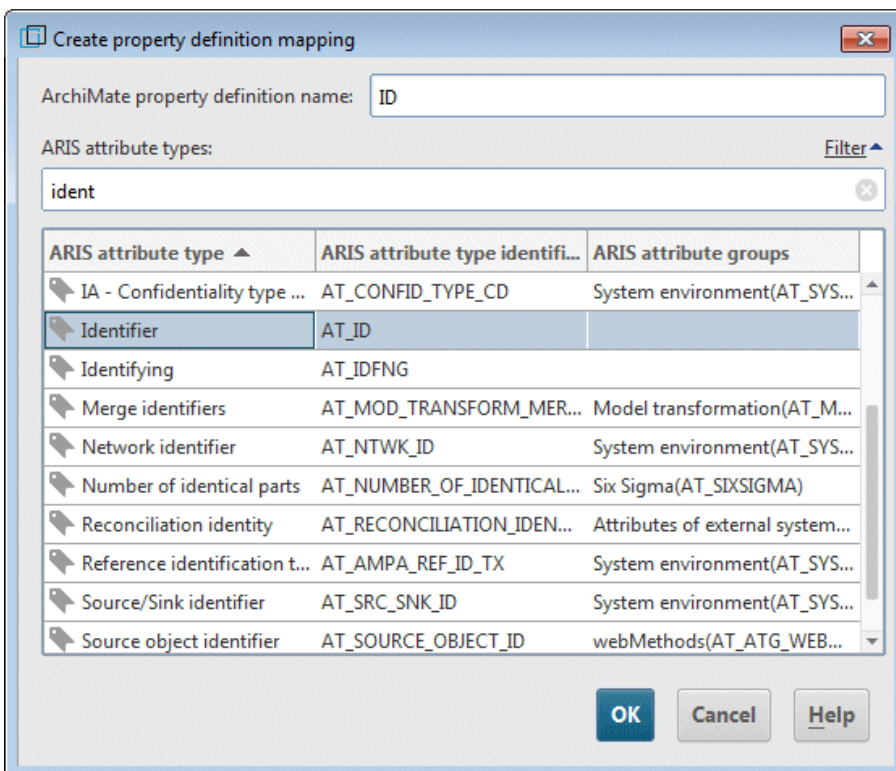 Create property definition mapping
ArchiMate property definition name: ID
ARIS attribute types: Filter
ident
ARIS attribute type ARIS attribute type identifi... ARIS attribute groups
IA - Confidentiality type ... AT_CONFID_TYPE_CD System environment(AT_SYS...
Identifier AT_ID
Identifying AT_IDFNG
Merge identifiers AT_MOD_TRANSFORM_MER... Model transformation(AT_M...
Network identifier AT_NTWK_ID System environment(AT_SYS...
Number of identical parts AT_NUMBER_OF_IDENTICAL... Six Sigma(AT_SIXSIGMA)
Reconciliation identity AT_RECONCILIATION_IDEN... Attributes of external system...
Reference identification t... AT_AMPA_REF_ID_TX System environment(AT_SYS...
Source/Sink identifier AT_SRC_SNK_ID System environment(AT_SYS...
Source object identifier AT_SOURCE_OBJECT_ID webMethods(AT_ATG_WEB...
OK Cancel Help